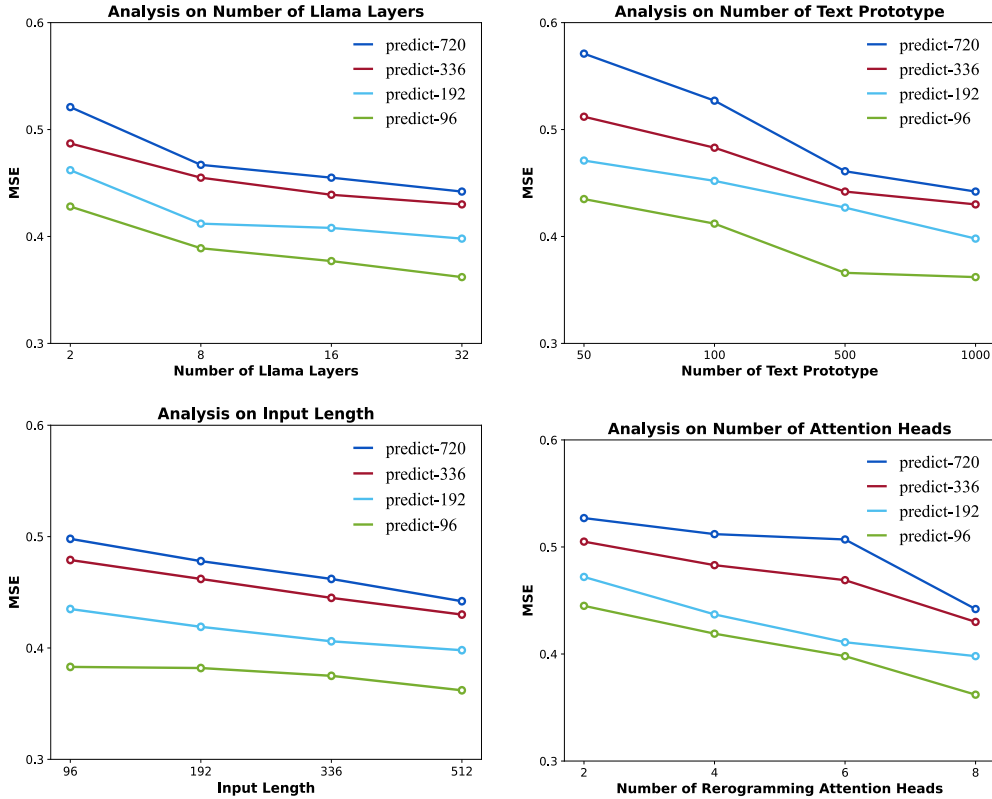 Analysis on Number of Llama Layers
0.6
0.5
0.4
0.3
MSE
predict-720
predict-336
predict-192
predict-96
2 8 16 32
Number of Llama Layers
Analysis on Number of Text Prototype
0.6
0.5
0.4
0.3
MSE
predict-720
predict-336
predict-192
predict-96
50 100 500 1000
Number of Text Prototype
Analysis on Input Length
0.6
0.5
0.4
0.3
MSE
predict-720
predict-336
predict-192
predict-96
96 192 336 512
Input Length
Analysis on Number of Attention Heads
0.6
0.5
0.4
0.3
MSE
predict-720
predict-336
predict-192
predict-96
2 4 6 8
Number of Rerogramming Attention Heads